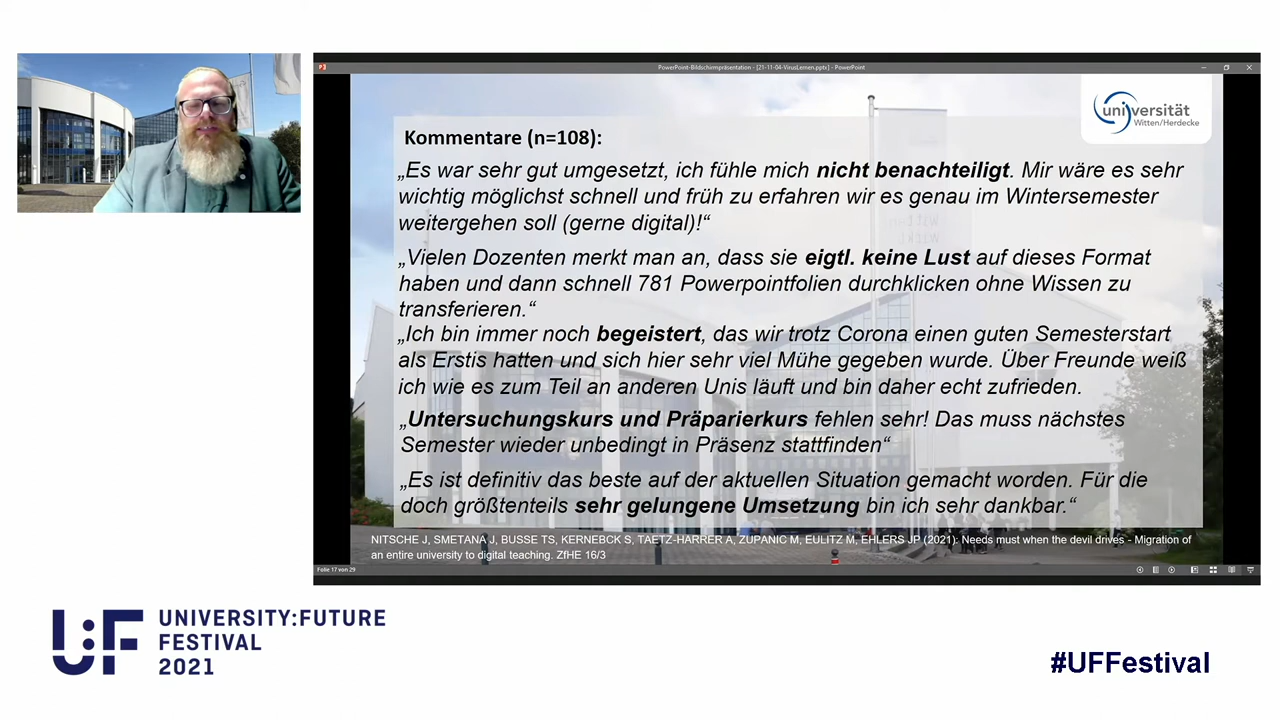 PowerPoint-Bildschirmpräsentation - [21-11-04-VirusLernen.pptx] - PowerPoint
universität
Witten/Herdecke
Kommentare (n=108):
„Es war sehr gut umgesetzt, ich fühle mich nicht benachteiligt. Mir wäre es sehr
wichtig möglichst schnell und früh zu erfahren wir es genau im Wintersemester
weitergehen soll (gerne digital)!“
„Vielen Dozenten merkt man an, dass sie eigtl. keine Lust auf dieses Format
haben und dann schnell 781 Powerpointfolien durchklicken ohne Wissen zu
transferieren.“
„Ich bin immer noch begeistert, das wir trotz Corona einen guten Semesterstart
als Erstis hatten und sich hier sehr viel Mühe gegeben wurde. Über Freunde weiß
ich wie es zum Teil an anderen Unis läuft und bin daher echt zufrieden.
„Untersuchungskurs und Präparierkurs fehlen sehr! Das muss nächstes
Semester wieder unbedingt in Präsenz stattfinden“
„Es ist definitiv das beste auf der aktuellen Situation gemacht worden. Für die
doch größtenteils sehr gelungene Umsetzung bin ich sehr dankbar.“
NITSCHE J, SMETANA J, BUSSE TS, KERNEBCK S, TAETZ-HARRER A, ZUPANIC M, EULITZ M, EHLERS JP (2021): Needs must when the devil drives - Migration of
an entire university to digital teaching. ZfHE 16/3
Folie 17 von 29
U:F UNIVERSITY:FUTURE
FESTIVAL
2021
#UFFestival